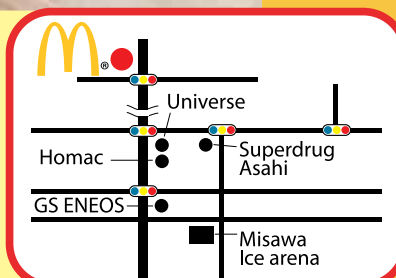 M®
Universe
Homac
Superdrug
Asahi
GS ENEOS
Misawa
Ice arena